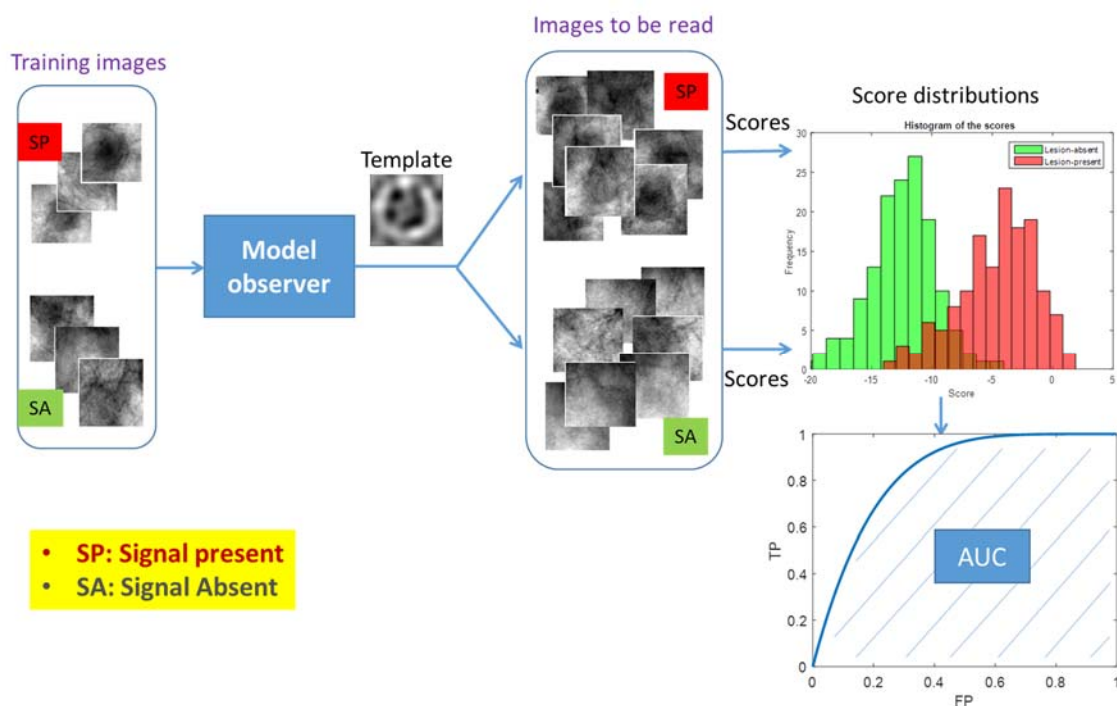 Training images
SP
SA
Model
observer
Template
Images to be read
SP
SA
Scores
Scores
Score distributions
Histogram of the scores
Lesion-absent
Lesion-present
Frequency
30
25
20
15
10
5
0
-20 -15 -10 -5 0 5
Score
TP
1
0.8
0.6
0.4
0.2
0
AUC
0 0.2 0.4 0.6 0.8 1
FP
• SP: Signal present
• SA: Signal Absent